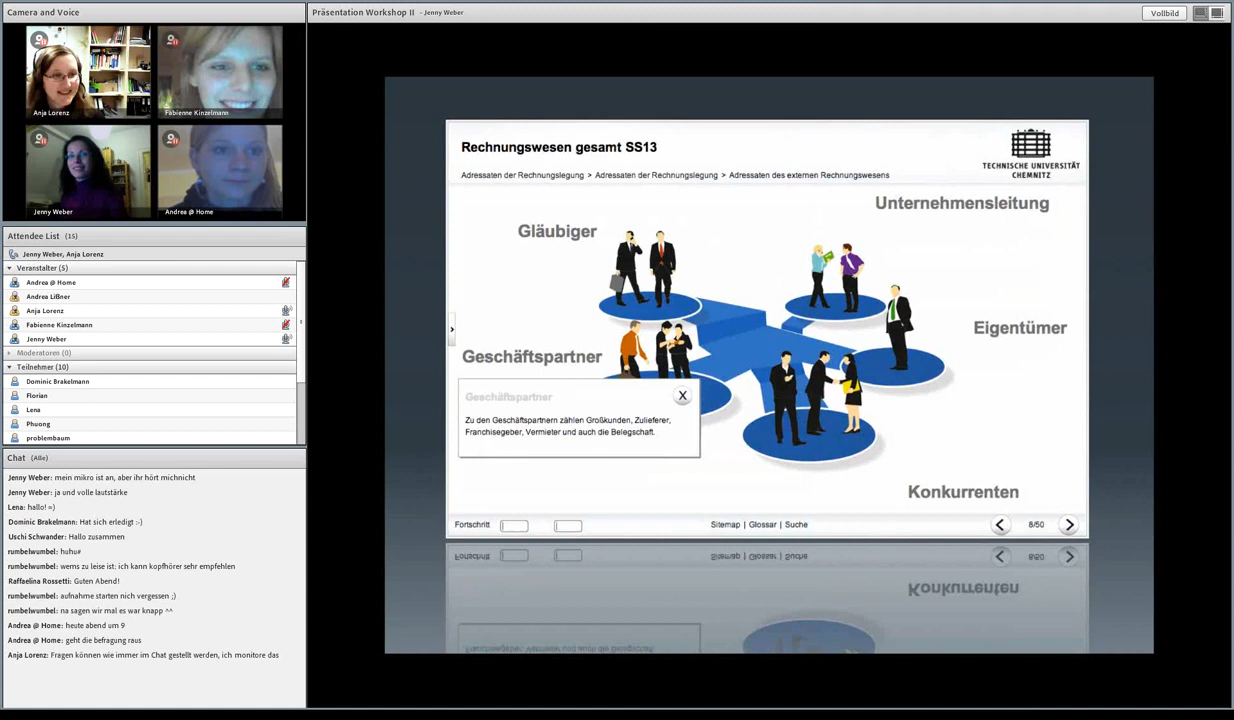 Camera and Voice
Anja Lorenz
Fabienne Kinzelmann
Jenny Weber
Andrea @ Home
Attendee List (15)
Jenny Weber, Anja Lorenz
Veranstalter (5)
Andrea @ Home
Andrea Lißner
Anja Lorenz
Fabienne Kinzelmann
Jenny Weber
Moderatoren (0)
Teilnehmer (10)
Dominic Brakelmann
Florian
Lena
Phuong
problembaum
Chat (Alle)
Jenny Weber: mein mikro ist an, aber ihr hört michnicht
Jenny Weber: ja und volle lautstärke
Lena: hallo! =)
Dominic Brakelmann: Hat sich erledigt :-)
Uschi Schwander: Hallo zusammen
rumbelwumbel: huhu#
rumbelwumbel: wems zu leise ist: ich kann kopfhörer sehr empfehlen
Raffaelina Rossetti: Guten Abend!
rumbelwumbel: aufnahme starten nich vergessen ;)
rumbelwumbel: na sagen wir mal es war knapp ^^
Andrea @ Home: heute abend um 9
Andrea @ Home: geht die befragung raus
Anja Lorenz: Fragen können wie immer im Chat gestellt werden, ich monitore das
Präsentation Workshop II - Jenny Weber
Vollbild
Rechnungswesen gesamt SS13
TECHNISCHE UNIVERSITÄT
CHEMNITZ
Adressaten der Rechnungslegung > Adressaten der Rechnungslegung > Adressaten des externen Rechnungswesens
Unternehmensleitung
Gläubiger
Eigentümer
Geschäftspartner
Geschäftspartner
X
Zu den Geschäftspartnern zählen Großkunden, Zulieferer,
Franchisegeber, Vermieter und auch die Belegschaft.
Konkurrenten
Fortschritt
Sitemap | Glossar | Suche
8/50